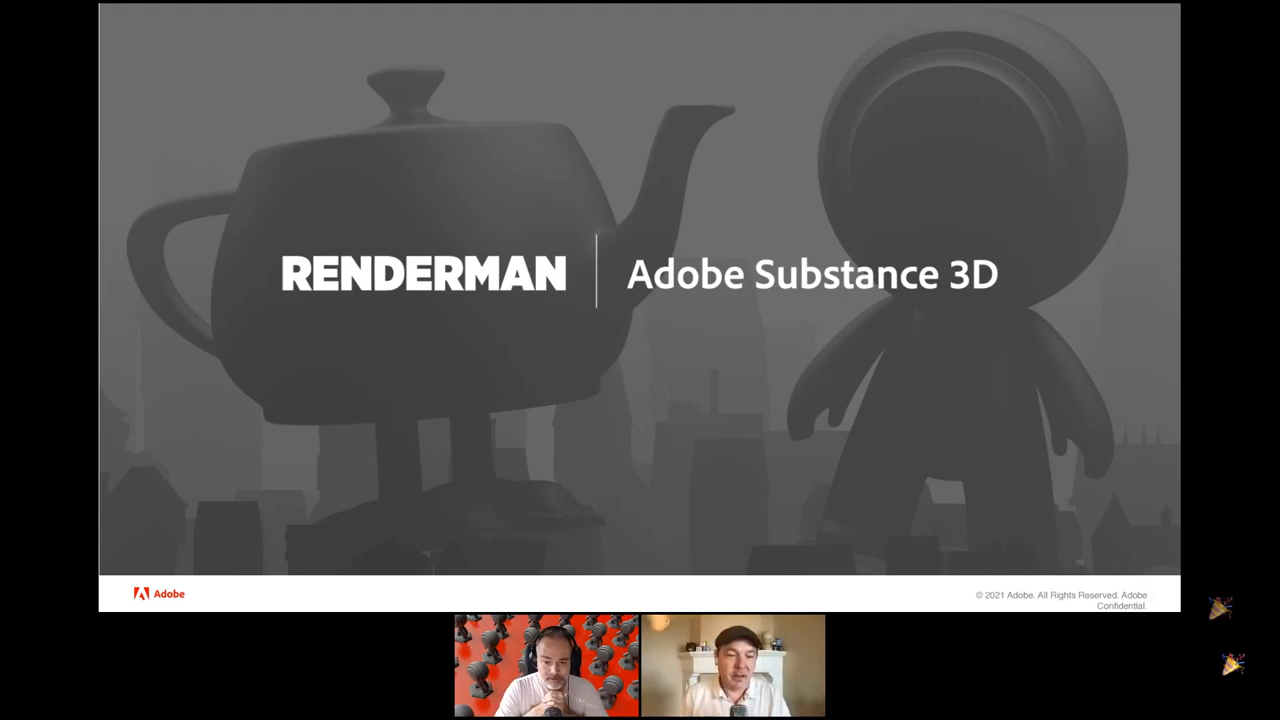 RENDERMAN
Adobe Substance 3D
Adobe
© 2021 Adobe. All Rights Reserved. Adobe
Confidential.